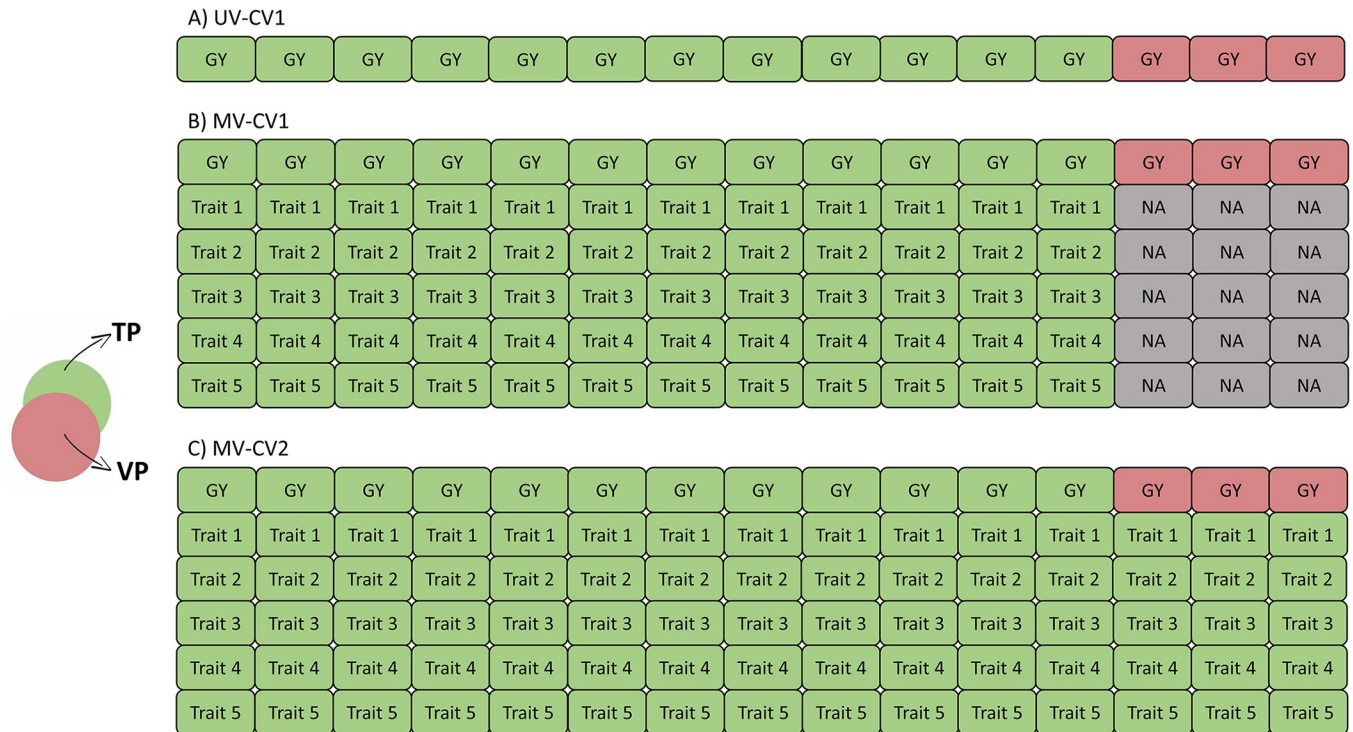 A) UV-CV1
GY GY GY GY GY GY GY GY GY GY GY GY GY GY GY
B) MV-CV1
GY GY GY GY GY GY GY GY GY GY GY GY GY GY GY
Trait 1 Trait 1 Trait 1 Trait 1 Trait 1 Trait 1 Trait 1 Trait 1 Trait 1 Trait 1 Trait 1 Trait 1 NA NA NA
Trait 2 Trait 2 Trait 2 Trait 2 Trait 2 Trait 2 Trait 2 Trait 2 Trait 2 Trait 2 Trait 2 Trait 2 NA NA NA
Trait 3 Trait 3 Trait 3 Trait 3 Trait 3 Trait 3 Trait 3 Trait 3 Trait 3 Trait 3 Trait 3 Trait 3 NA NA NA
Trait 4 Trait 4 Trait 4 Trait 4 Trait 4 Trait 4 Trait 4 Trait 4 Trait 4 Trait 4 Trait 4 Trait 4 NA NA NA
Trait 5 Trait 5 Trait 5 Trait 5 Trait 5 Trait 5 Trait 5 Trait 5 Trait 5 Trait 5 Trait 5 Trait 5 NA NA NA
TP
VP
C) MV-CV2
GY GY GY GY GY GY GY GY GY GY GY GY GY GY GY
Trait 1 Trait 1 Trait 1 Trait 1 Trait 1 Trait 1 Trait 1 Trait 1 Trait 1 Trait 1 Trait 1 Trait 1 Trait 1 Trait 1 Trait 1
Trait 2 Trait 2 Trait 2 Trait 2 Trait 2 Trait 2 Trait 2 Trait 2 Trait 2 Trait 2 Trait 2 Trait 2 Trait 2 Trait 2 Trait 2
Trait 3 Trait 3 Trait 3 Trait 3 Trait 3 Trait 3 Trait 3 Trait 3 Trait 3 Trait 3 Trait 3 Trait 3 Trait 3 Trait 3 Trait 3
Trait 4 Trait 4 Trait 4 Trait 4 Trait 4 Trait 4 Trait 4 Trait 4 Trait 4 Trait 4 Trait 4 Trait 4 Trait 4 Trait 4 Trait 4
Trait 5 Trait 5 Trait 5 Trait 5 Trait 5 Trait 5 Trait 5 Trait 5 Trait 5 Trait 5 Trait 5 Trait 5 Trait 5 Trait 5 Trait 5